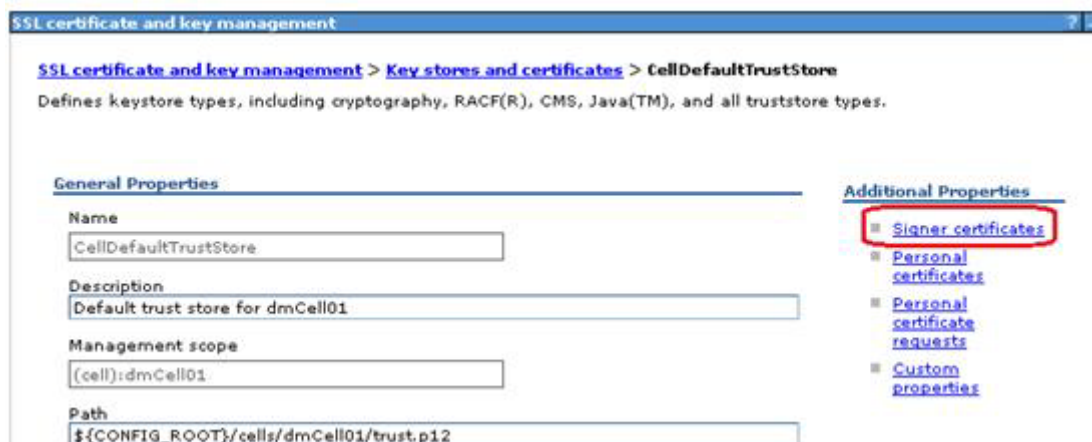 SSL certificate and key management ?
SSL certificate and key management > Key stores and certificates > CellDefaultTrustStore
Defines keystore types, including cryptography, RACF(R), CMS, Java(TM), and all truststore types.
General Properties
Name
CellDefaultTrustStore
Description
Default trust store for dmCell01
Management scope
(cell):dmCell01
Path
${CONFIG_ROOT}/cells/dmCell01/trust.p12
Additional Properties
Signer certificates
Personal
certificates
Personal
certificate
requests
Custom
properties